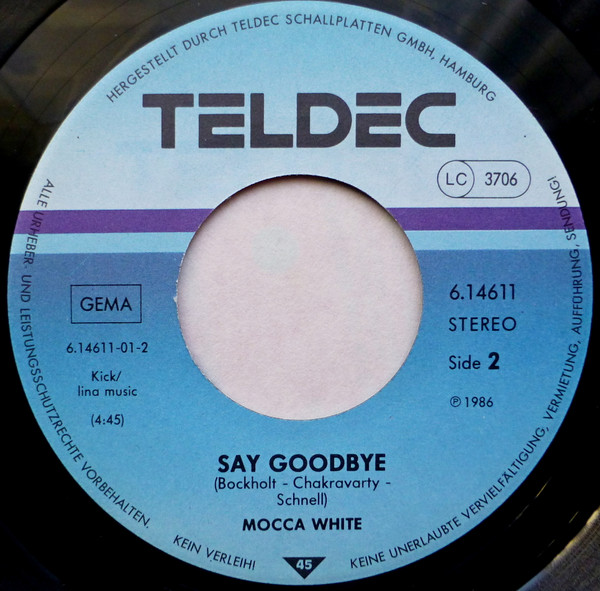 HERGESTELLT DURCH TELDEC SCHALLPLATTEN GMBH, HAMBURG
TELDEC
LC 3706
GEMA
6.14611-01-2
Kick/
lina music
(4:45)
6.14611
STEREO
Side 2
℗ 1986
SAY GOODBYE
(Bockholt - Chakravarty -
Schnell)
MOCCA WHITE
45
ALLE URHEBER- UND LEISTUNGSSCHUTZRECHTE VORBEHALTEN.
KEIN VERLEIH!
KEINE UNERLAUBTE VERVIELFÄLTIGUNG, VERMIETUNG, AUFFÜHRUNG, SENDUNG!